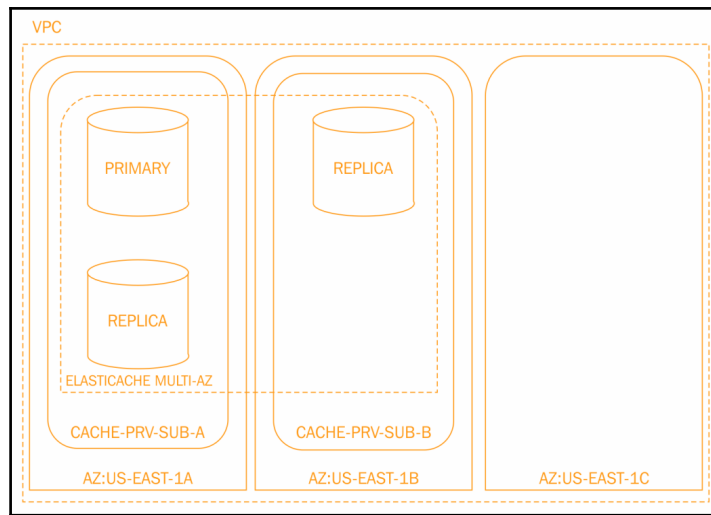 VPC
PRIMARY
REPLICA
REPLICA
ELASTICACHE MULTI-AZ
CACHE-PRV-SUB-A
CACHE-PRV-SUB-B
AZ:US-EAST-1A
AZ:US-EAST-1B
AZ:US-EAST-1C